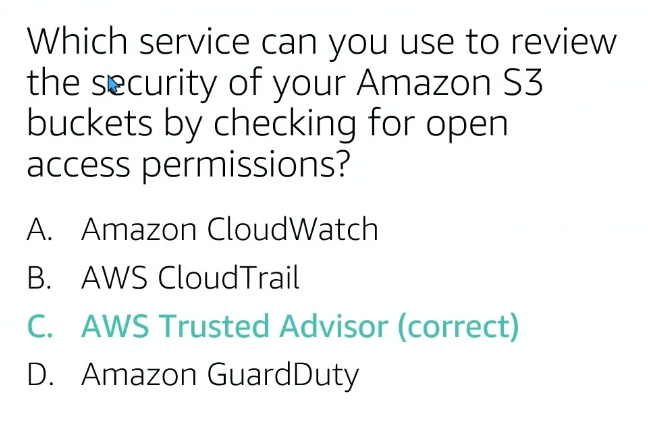 Which service can you use to review
the security of your Amazon S3
buckets by checking for open
access permissions?
A. Amazon CloudWatch
B. AWS CloudTrail
C. AWS Trusted Advisor (correct)
D. Amazon GuardDuty